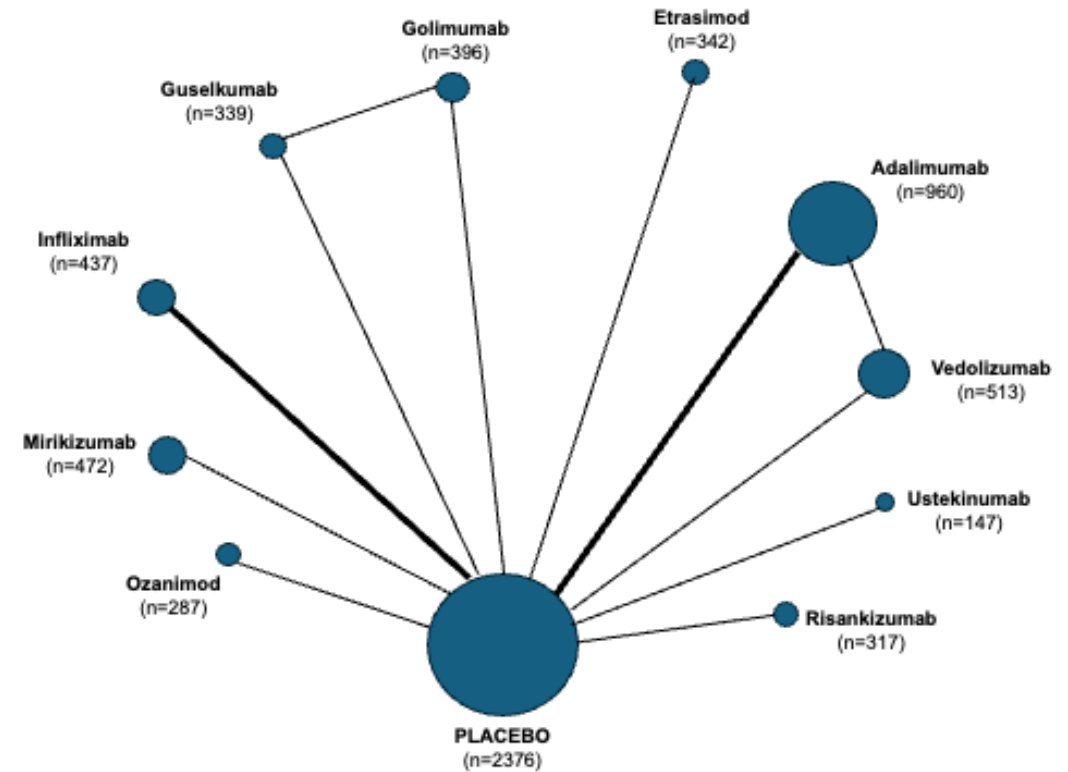 Golimumab
(n=396)
Etrasimod
(n=342)
Guselkumab
(n=339)
Adalimumab
(n=960)
Infliximab
(n=437)
Vedolizumab
(n=513)
Mirikizumab
(n=472)
Ustekinumab
(n=147)
Ozanimod
(n=287)
Risankizumab
(n=317)
PLACEBO
(n=2376)